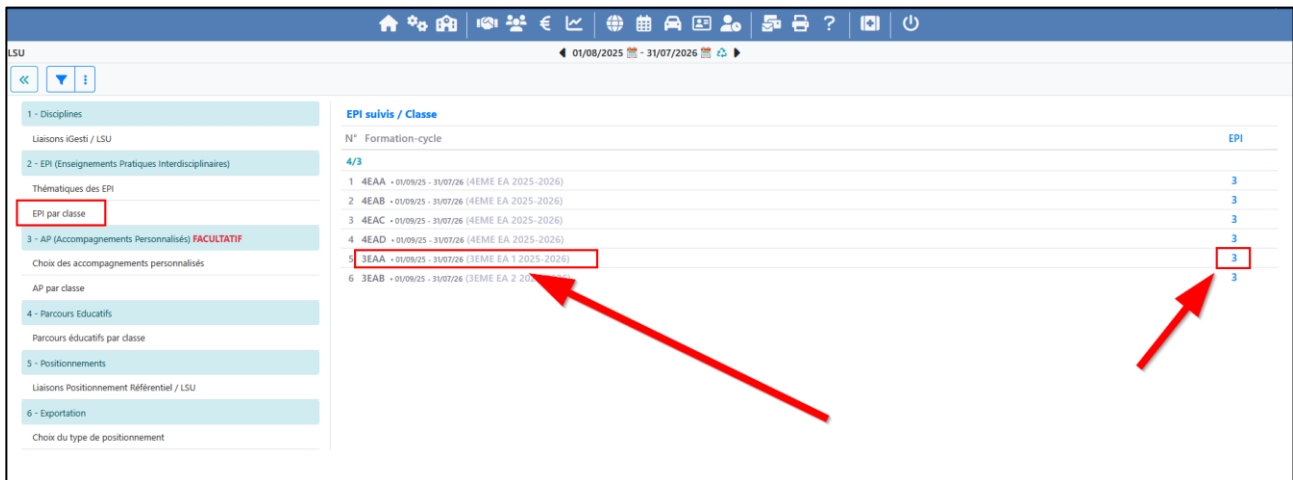 LSU
01/08/2025 - 31/07/2026
1 - Disciplines
Liaisons iGesti / LSU
2 - EPI (Enseignements Pratiques Interdisciplinaires)
Thématiques des EPI
EPI par classe
3 - AP (Accompagnements Personnalisés) FACULTATIF
Choix des accompagnements personnalisés
AP par classe
4 - Parcours Educatifs
Parcours éducatifs par classe
5 - Positionnements
Liaisons Positionnement Référentiel / LSU
6 - Exportation
Choix du type de positionnement
EPI suivis / Classe
N° Formation-cycle EPI
4/3
1 4EAA • 01/09/25 - 31/07/26 (4EME EA 2025-2026) 3
2 4EAB • 01/09/25 - 31/07/26 (4EME EA 2025-2026) 3
3 4EAC • 01/09/25 - 31/07/26 (4EME EA 2025-2026) 3
4 4EAD • 01/09/25 - 31/07/26 (4EME EA 2025-2026) 3
5 3EAA • 01/09/25 - 31/07/26 (3EME EA 1 2025-2026) 3
6 3EAB • 01/09/25 - 31/07/26 (3EME EA 2 3